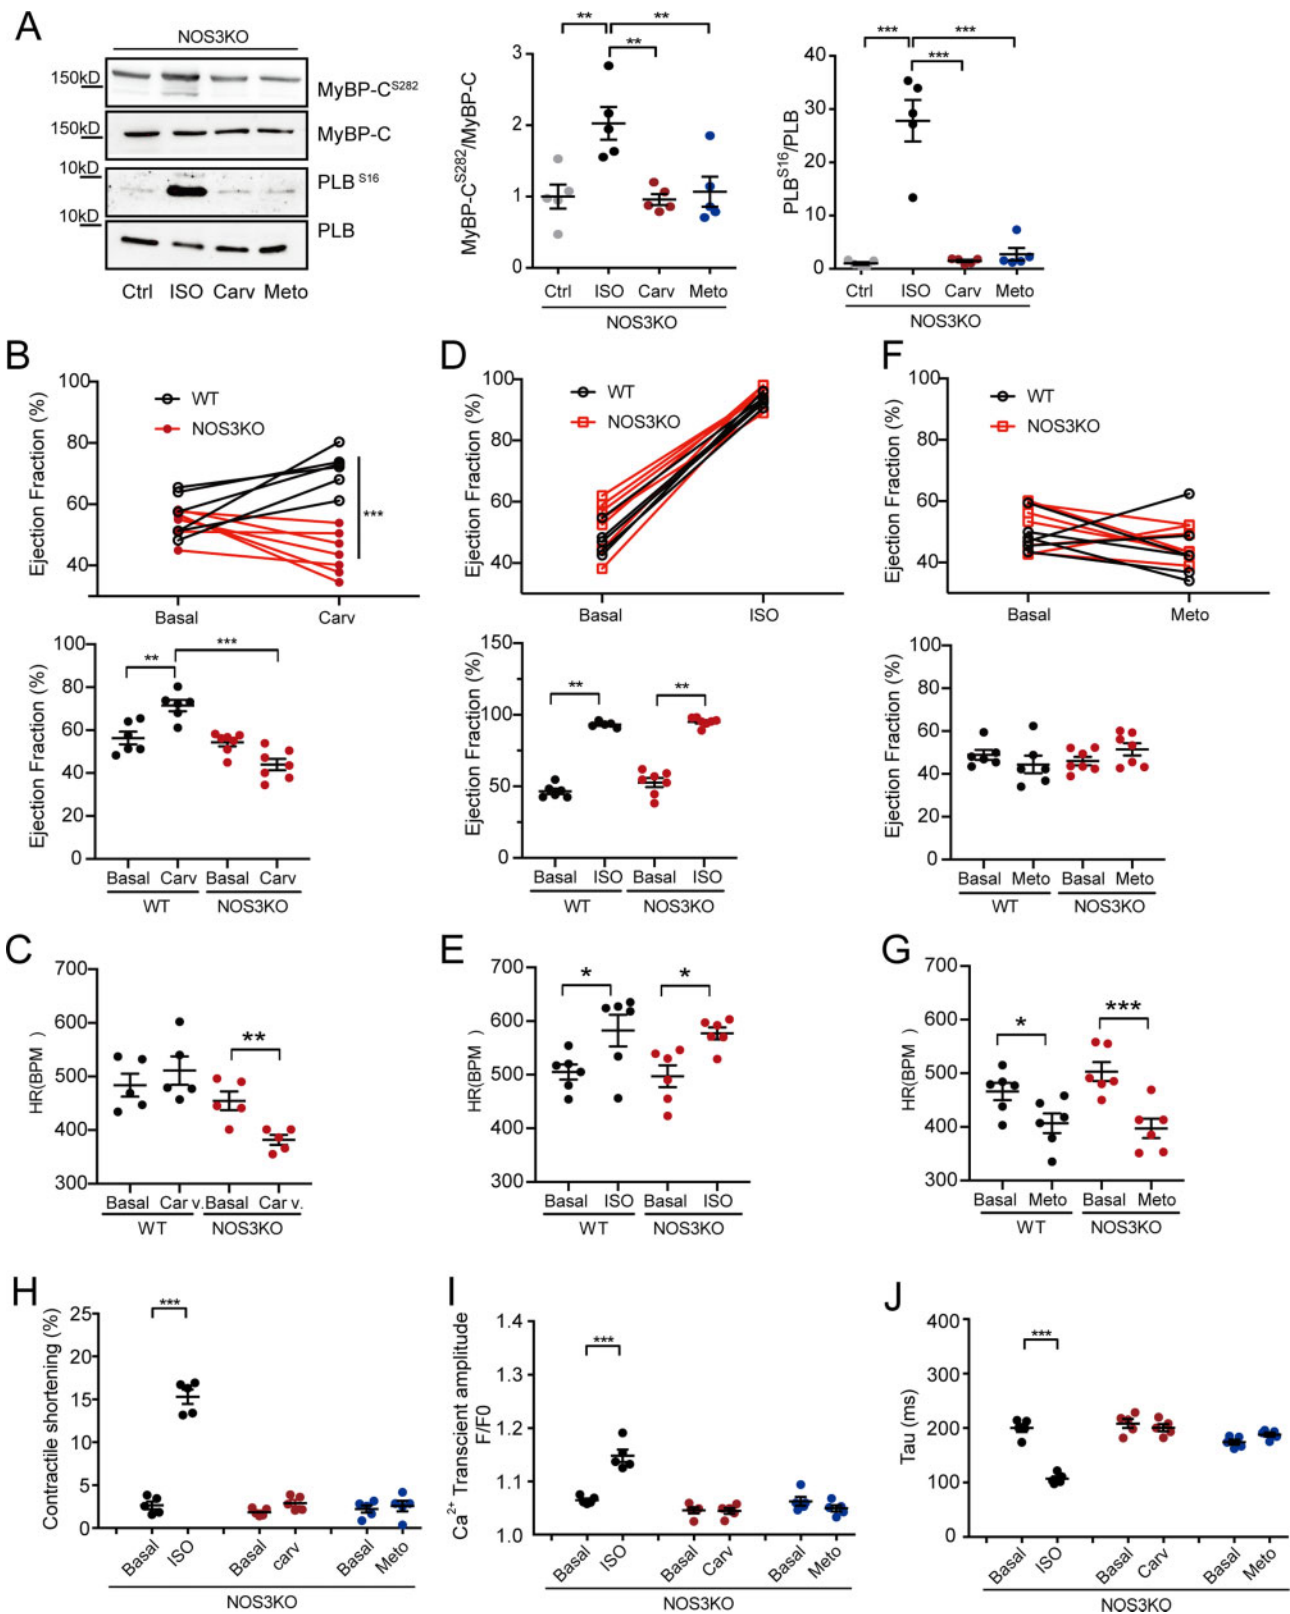 A
NOS3KO
150kD
MyBP-C^S282
150kD
MyBP-C
10kD
PLB^S16
10kD
PLB
Ctrl ISO Carv Meto
** **
**
3
2
1
0
MyBP-C^S282/MyBP-C
Ctrl ISO Carv Meto
NOS3KO
*** ***
***
40
30
20
10
0
PLB^S16/PLB
Ctrl ISO Carv Meto
NOS3KO
B
100
80
60
40
Ejection Fraction (%)
WT
NOS3KO
***
Basal Carv
100
80
60
40
20
0
Ejection Fraction (%)
** ***
Basal Carv Basal Carv
WT NOS3KO
D
100
80
60
40
Ejection Fraction (%)
WT
NOS3KO
Basal ISO
150
100
50
0
Ejection Fraction (%)
** **
Basal ISO Basal ISO
WT NOS3KO
F
100
80
60
40
Ejection Fraction (%)
WT
NOS3KO
Basal Meto
100
80
60
40
20
0
Ejection Fraction (%)
Basal Meto Basal Meto
WT NOS3KO
C
700
600
500
400
300
HR(BPM )
**
Basal Car v. Basal Car v.
WT NOS3KO
E
700
600
500
400
300
HR(BPM )
* *
Basal ISO Basal ISO
WT NOS3KO
G
700
600
500
400
300
HR(BPM )
* ***
Basal Meto Basal Meto
WT NOS3KO
H
25
20
15
10
5
0
Contractile shortening (%)
***
Basal ISO Basal carv Basal Meto
NOS3KO
I
1.4
1.3
1.2
1.1
1.0
Ca²⁺ Transcient amplitude
F/F0
***
Basal ISO Basal Carv Basal Meto
NOS3KO
J
400
300
200
100
0
Tau (ms)
***
Basal ISO Basal Carv Basal Meto
NOS3KO